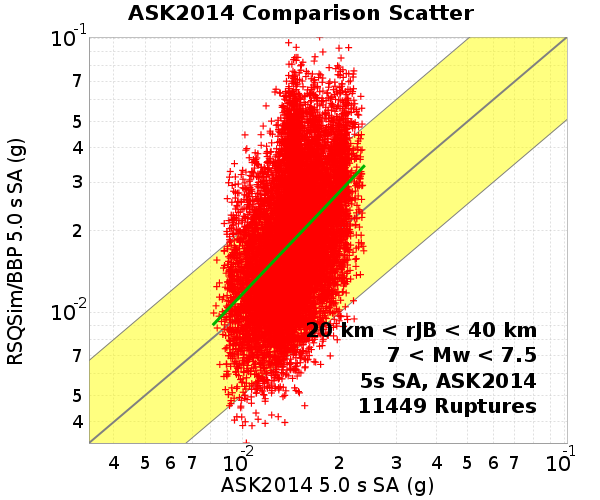 ASK2014 Comparison Scatter
10-1
7
5
4
3
2
10-2
7
5
4
RSQSim/BBP 5.0 s SA (g)
20 km < rJB < 40 km
7 < Mw < 7.5
5s SA, ASK2014
11449 Ruptures
4 5 6 7 10-2 2 3 4 5 6 7 10-1
ASK2014 5.0 s SA (g)